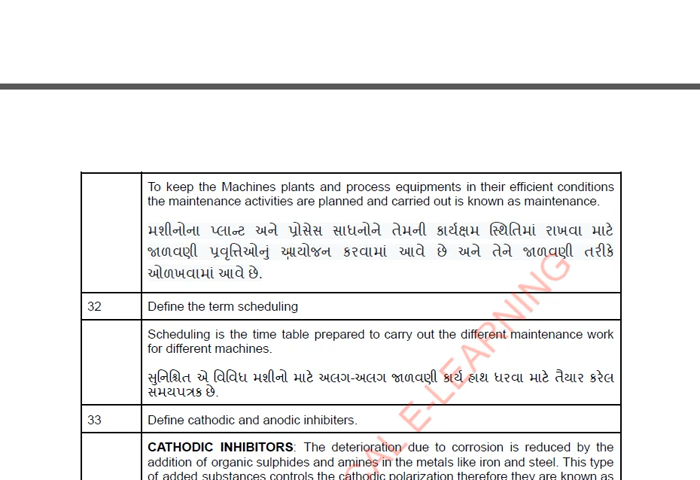 To keep the Machines plants and process equipments in their efficient conditions
the maintenance activities are planned and carried out is known as maintenance.
મશીનોના પ્લાન્ટ અને પ્રોસેસ સાધનોને તેમની કાર્યક્ષમ સ્થિતિમાં રાખવા માટે
જાળવણી પ્રવૃત્તિઓનું આયોજન કરવામાં આવે છે અને તેને જાળવણી તરીકે
ઓળખવામાં આવે છે.
32 Define the term scheduling
Scheduling is the time table prepared to carry out the different maintenance work
for different machines.
સુનિશ્ચિત એ વિવિધ મશીનો માટે અલગ-અલગ જાળવણી કાર્ય હાથ ધરવા માટે તૈયાર કરેલ
સમયપત્રક છે.
33 Define cathodic and anodic inhibiters.
CATHODIC INHIBITORS: The deterioration due to corrosion is reduced by the
addition of organic sulphides and amines in the metals like iron and steel. This type
of added substances controls the cathodic polarization therefore they are known as
E-LEARNING